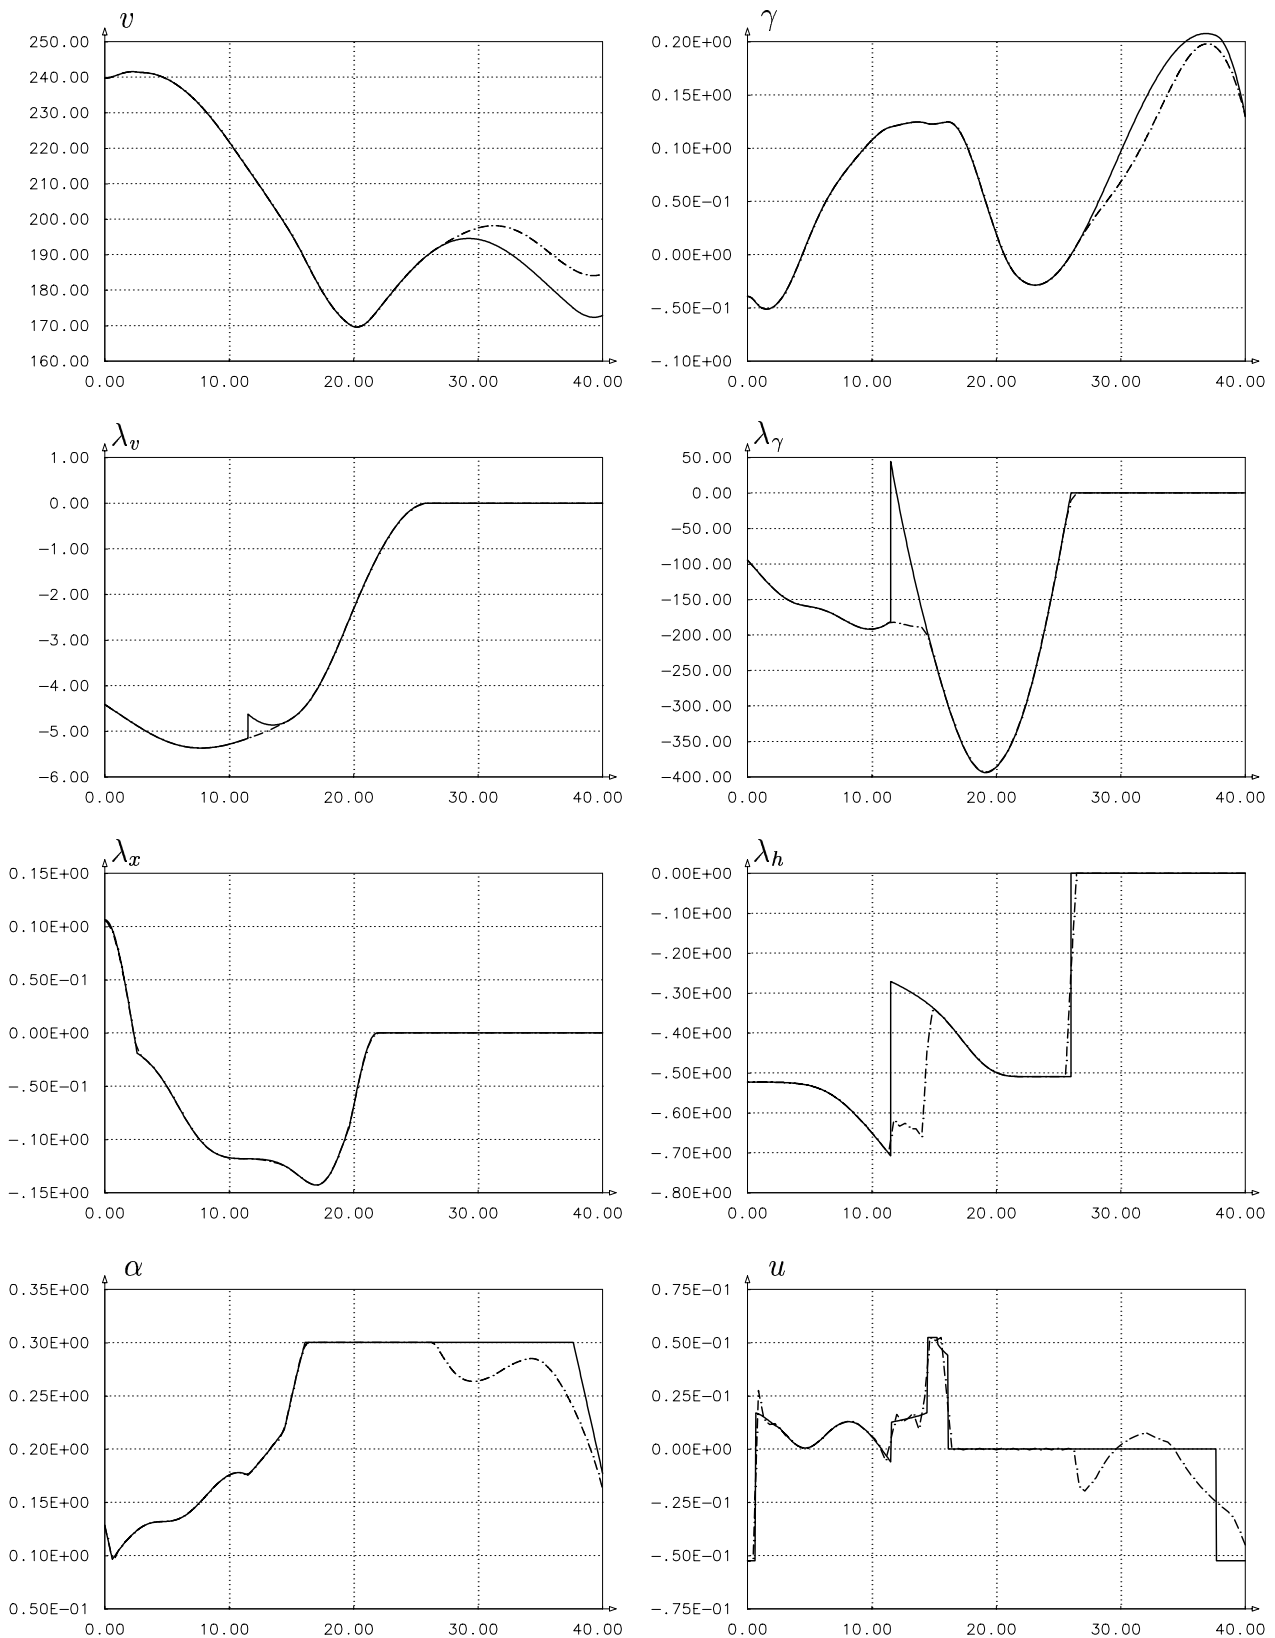 v
250.00
240.00
230.00
220.00
210.00
200.00
190.00
180.00
170.00
160.00
0.00 10.00 20.00 30.00 40.00
γ
0.20E+00
0.15E+00
0.10E+00
0.50E−01
0.00E+00
−.50E−01
−.10E+00
0.00 10.00 20.00 30.00 40.00
λv
1.00
0.00
−1.00
−2.00
−3.00
−4.00
−5.00
−6.00
0.00 10.00 20.00 30.00 40.00
λγ
50.00
0.00
−50.00
−100.00
−150.00
−200.00
−250.00
−300.00
−350.00
−400.00
0.00 10.00 20.00 30.00 40.00
λx
0.15E+00
0.10E+00
0.50E−01
0.00E+00
−.50E−01
−.10E+00
−.15E+00
0.00 10.00 20.00 30.00 40.00
λh
0.00E+00
−.10E+00
−.20E+00
−.30E+00
−.40E+00
−.50E+00
−.60E+00
−.70E+00
−.80E+00
0.00 10.00 20.00 30.00 40.00
α
0.35E+00
0.30E+00
0.25E+00
0.20E+00
0.15E+00
0.10E+00
0.50E−01
0.00 10.00 20.00 30.00 40.00
u
0.75E−01
0.50E−01
0.25E−01
0.00E+00
−.25E−01
−.50E−01
−.75E−01
0.00 10.00 20.00 30.00 40.00